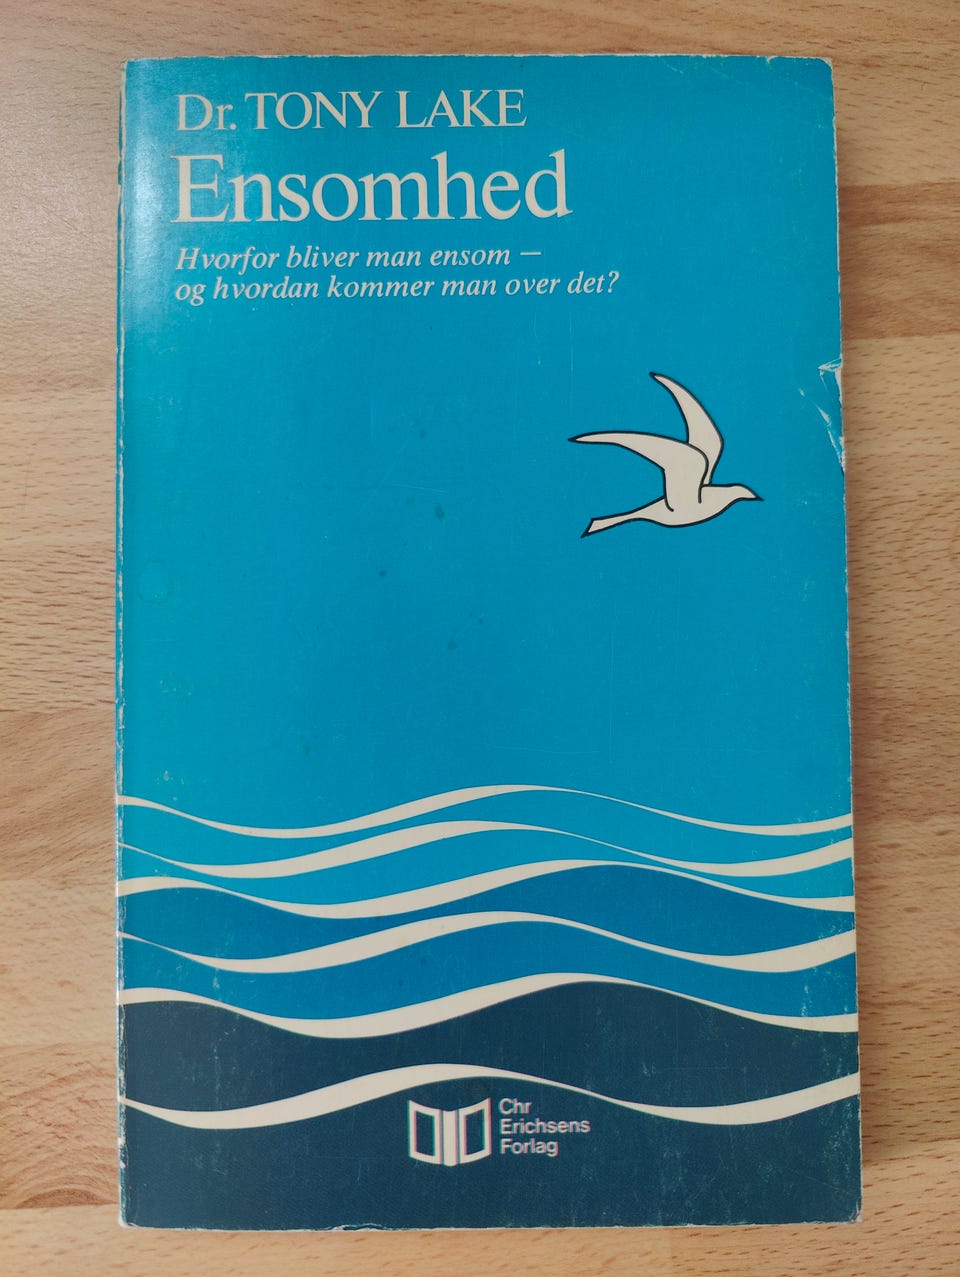 Dr. TONY LAKE
Ensomhed
Hvorfor bliver man ensom —
og hvordan kommer man over det?
Chr
Erichsens
Forlag